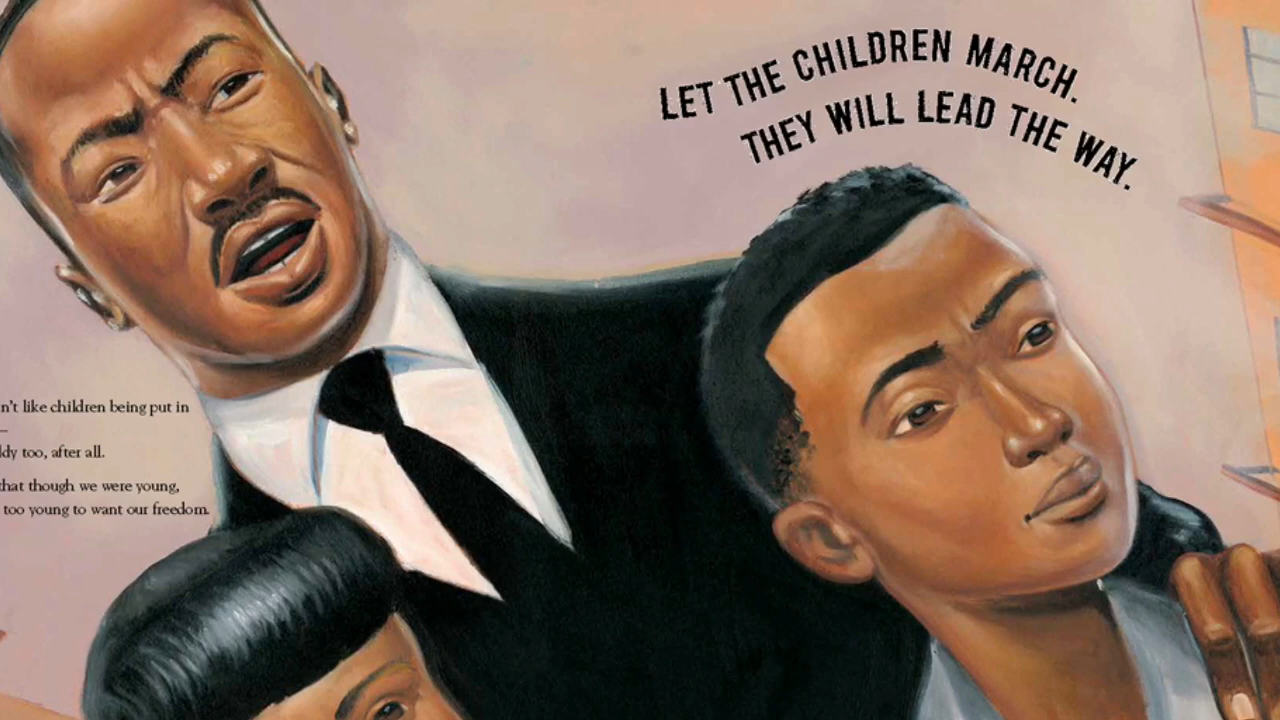 LET THE CHILDREN MARCH.
THEY WILL LEAD THE WAY.
n't like children being put in
—
dy too, after all.
that though we were young,
too young to want our freedom.